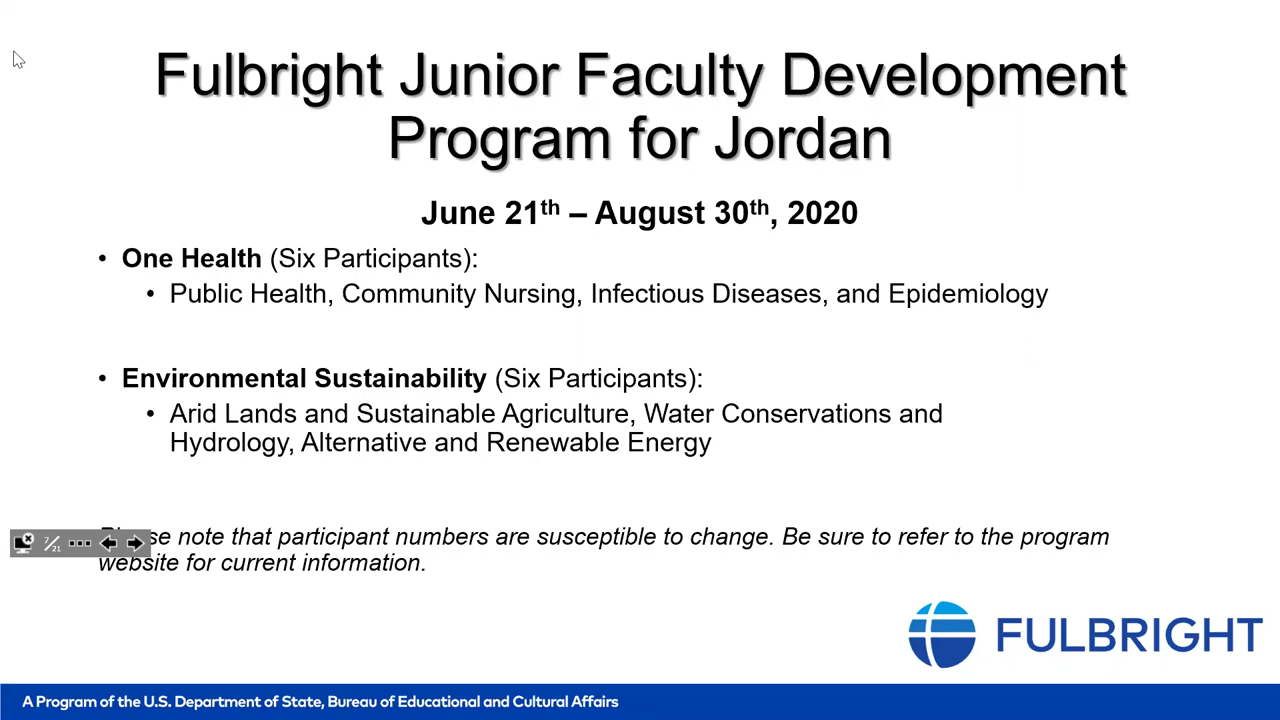 Fulbright Junior Faculty Development
Program for Jordan
June 21th – August 30th, 2020
• One Health (Six Participants):
• Public Health, Community Nursing, Infectious Diseases, and Epidemiology
• Environmental Sustainability (Six Participants):
• Arid Lands and Sustainable Agriculture, Water Conservations and
Hydrology, Alternative and Renewable Energy
note that participant numbers are susceptible to change. Be sure to refer to the program
website for current information.
7/21
FULBRIGHT
A Program of the U.S. Department of State, Bureau of Educational and Cultural Affairs